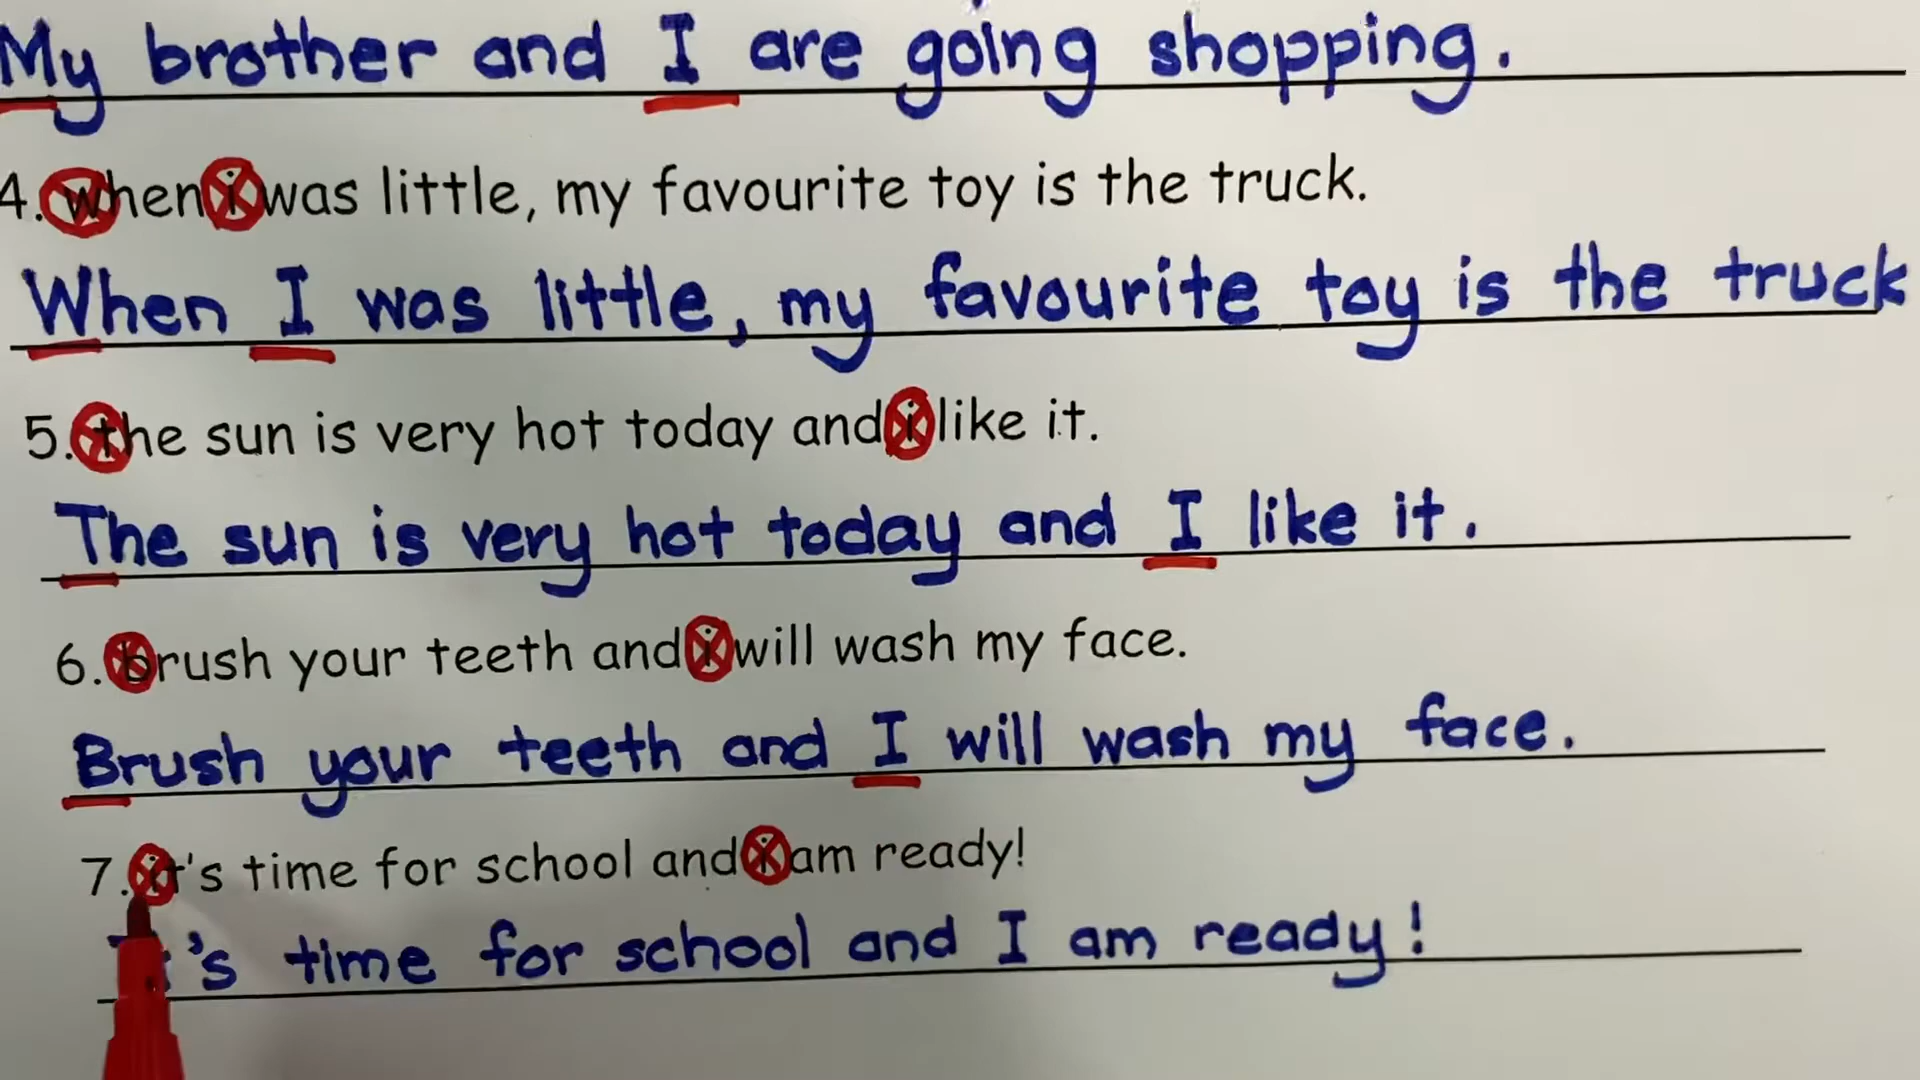 My brother and I are going shopping.
4. when i was little, my favourite toy is the truck.
When I was little, my favourite toy is the truck
5. the sun is very hot today and i like it.
The sun is very hot today and I like it.
6. brush your teeth and i will wash my face.
Brush your teeth and I will wash my face.
7. it's time for school and i am ready!
's time for school and I am ready!